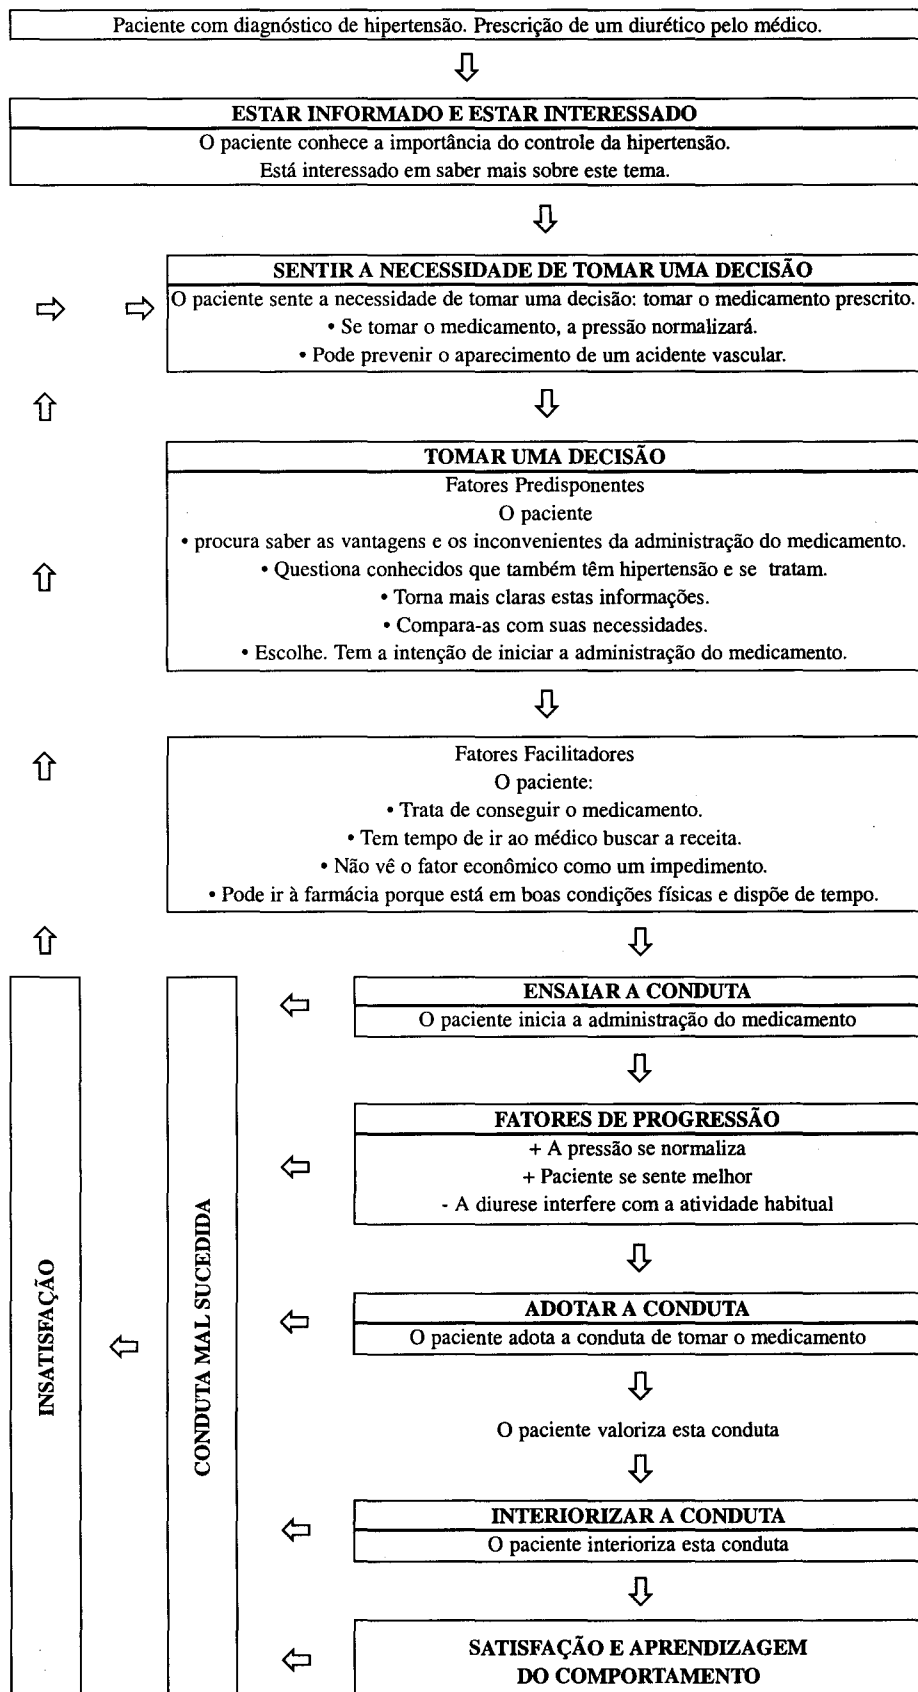 Paciente com diagnóstico de hipertensão. Prescrição de um diurético pelo médico.
ESTAR INFORMADO E ESTAR INTERESSADO
O paciente conhece a importância do controle da hipertensão.
Está interessado em saber mais sobre este tema.
SENTIR A NECESSIDADE DE TOMAR UMA DECISÃO
O paciente sente a necessidade de tomar uma decisão: tomar o medicamento prescrito.
• Se tomar o medicamento, a pressão normalizará.
• Pode prevenir o aparecimento de um acidente vascular.
TOMAR UMA DECISÃO
Fatores Predisponentes
O paciente
• procura saber as vantagens e os inconvenientes da administração do medicamento.
• Questiona conhecidos que também têm hipertensão e se tratam.
• Torna mais claras estas informações.
• Compara-as com suas necessidades.
• Escolhe. Tem a intenção de iniciar a administração do medicamento.
Fatores Facilitadores
O paciente:
• Trata de conseguir o medicamento.
• Tem tempo de ir ao médico buscar a receita.
• Não vê o fator econômico como um impedimento.
• Pode ir à farmácia porque está em boas condições físicas e dispõe de tempo.
ENSAIAR A CONDUTA
O paciente inicia a administração do medicamento
FATORES DE PROGRESSÃO
+ A pressão se normaliza
+ Paciente se sente melhor
- A diurese interfere com a atividade habitual
ADOTAR A CONDUTA
O paciente adota a conduta de tomar o medicamento
O paciente valoriza esta conduta
INTERIORIZAR A CONDUTA
O paciente interioriza esta conduta
SATISFAÇÃO E APRENDIZAGEM
DO COMPORTAMENTO
CONDUTA MAL SUCEDIDA
INSATISFAÇÃO